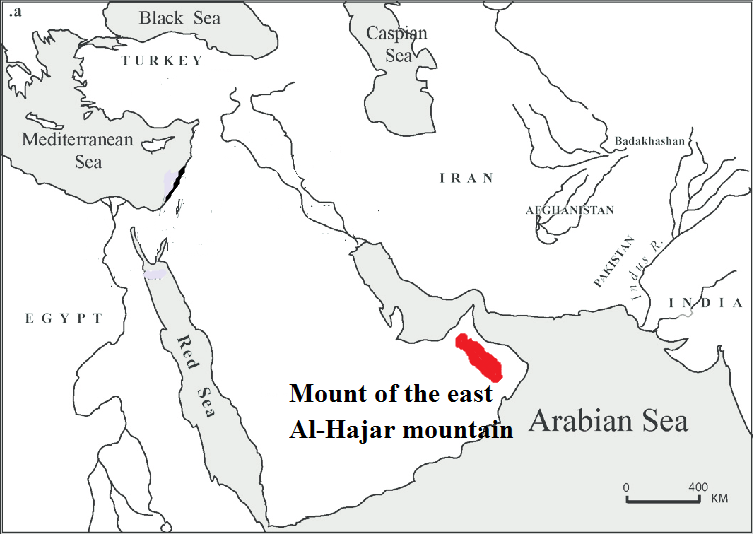 .a
Black Sea
Caspian
Sea
TURKEY
Mediterranean
Sea
Badakhashan
IRAN
AFGHANISTAN
PAKISTAN
Indus R.
INDIA
EGYPT
Red Sea
Mount of the east
Al-Hajar mountain
Arabian Sea
0 400
KM